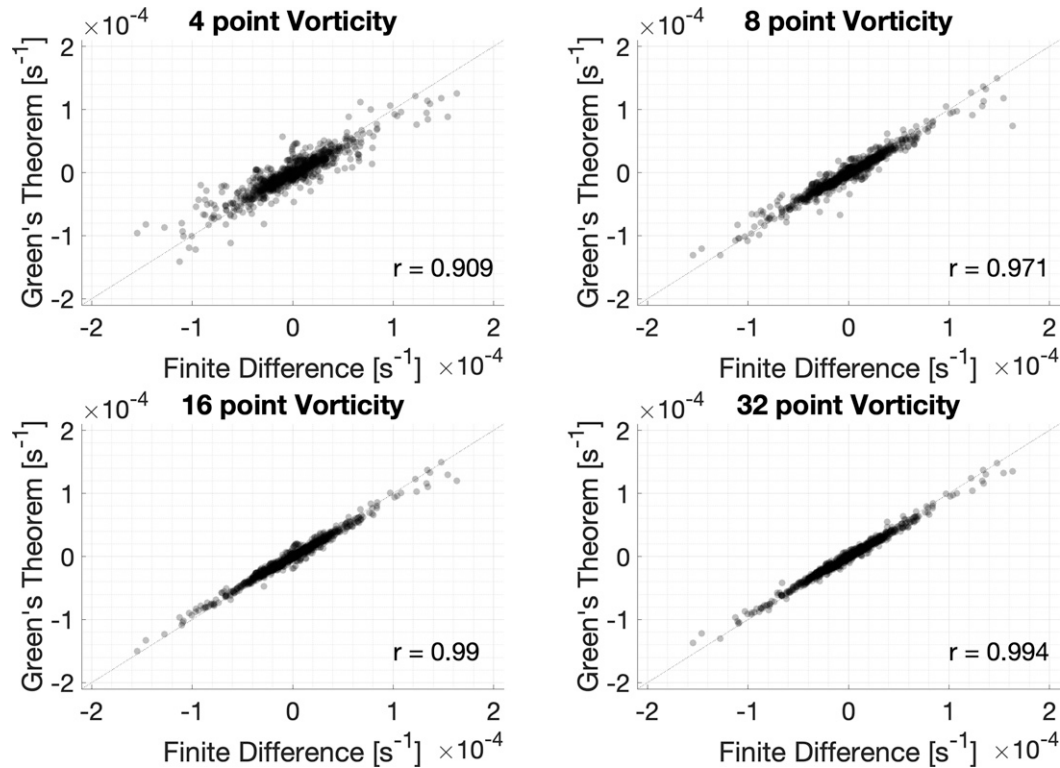 ×10⁻⁴ 4 point Vorticity
2
1
0
-1
-2
Green's Theorem [s⁻¹]
r = 0.909
-2 -1 0 1 2
Finite Difference [s⁻¹] ×10⁻⁴
×10⁻⁴ 8 point Vorticity
2
1
0
-1
-2
Green's Theorem [s⁻¹]
r = 0.971
-2 -1 0 1 2
Finite Difference [s⁻¹] ×10⁻⁴
×10⁻⁴ 16 point Vorticity
2
1
0
-1
-2
Green's Theorem [s⁻¹]
r = 0.99
-2 -1 0 1 2
Finite Difference [s⁻¹] ×10⁻⁴
×10⁻⁴ 32 point Vorticity
2
1
0
-1
-2
Green's Theorem [s⁻¹]
r = 0.994
-2 -1 0 1 2
Finite Difference [s⁻¹] ×10⁻⁴